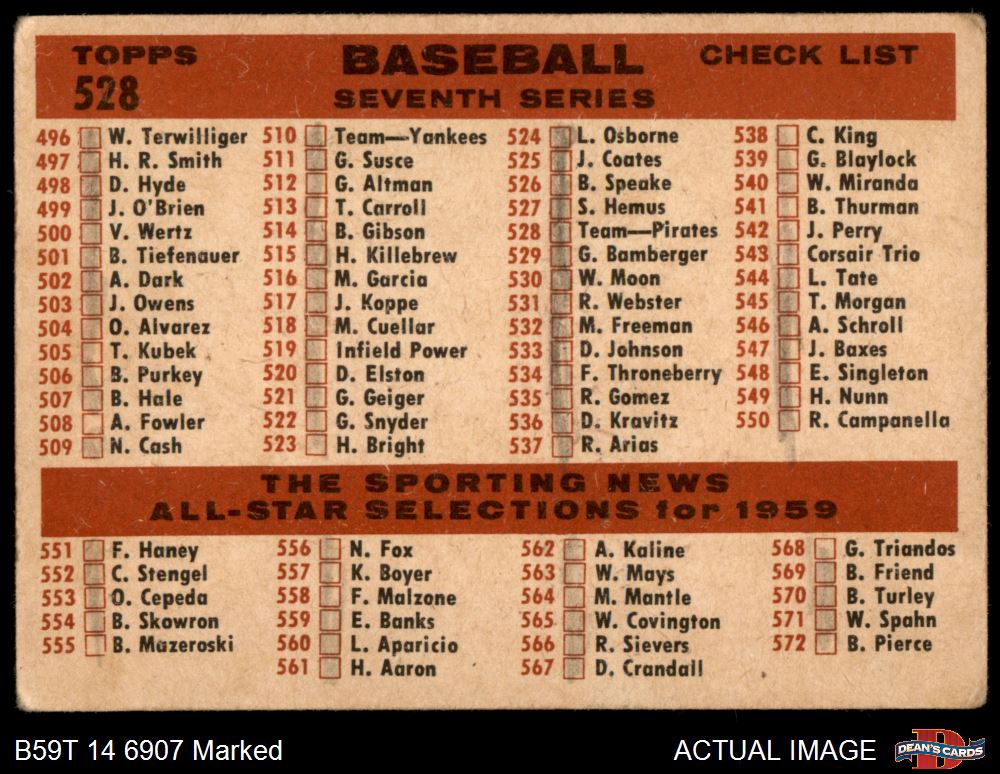 TOPPS BASEBALL CHECK LIST
528 SEVENTH SERIES
496 W. Terwilliger
497 H. R. Smith
498 D. Hyde
499 J. O'Brien
500 V. Wertz
501 B. Tiefenauer
502 A. Dark
503 J. Owens
504 O. Alvarez
505 T. Kubek
506 B. Purkey
507 B. Hale
508 A. Fowler
509 N. Cash
510 Team—Yankees
511 G. Susce
512 G. Altman
513 T. Carroll
514 B. Gibson
515 H. Killebrew
516 M. Garcia
517 J. Koppe
518 M. Cuellar
519 Infield Power
520 D. Elston
521 G. Geiger
522 G. Snyder
523 H. Bright
524 L. Osborne
525 J. Coates
526 B. Speake
527 S. Hemus
528 Team—Pirates
529 G. Bamberger
530 W. Moon
531 R. Webster
532 M. Freeman
533 D. Johnson
534 F. Throneberry
535 R. Gomez
536 D. Kravitz
537 R. Arias
538 C. King
539 G. Blaylock
540 W. Miranda
541 B. Thurman
542 J. Perry
543 Corsair Trio
544 L. Tate
545 T. Morgan
546 A. Schroll
547 J. Baxes
548 E. Singleton
549 H. Nunn
550 R. Campanella
THE SPORTING NEWS
ALL-STAR SELECTIONS for 1959
551 F. Haney
552 C. Stengel
553 O. Cepeda
554 B. Skowron
555 B. Mazeroski
556 N. Fox
557 K. Boyer
558 F. Malzone
559 E. Banks
560 L. Aparicio
561 H. Aaron
562 A. Kaline
563 W. Mays
564 M. Mantle
565 W. Covington
566 R. Sievers
567 D. Crandall
568 G. Triandos
569 B. Friend
570 B. Turley
571 W. Spahn
572 B. Pierce
B59T 14 6907 Marked
ACTUAL IMAGE
D
DEAN'S CARDS